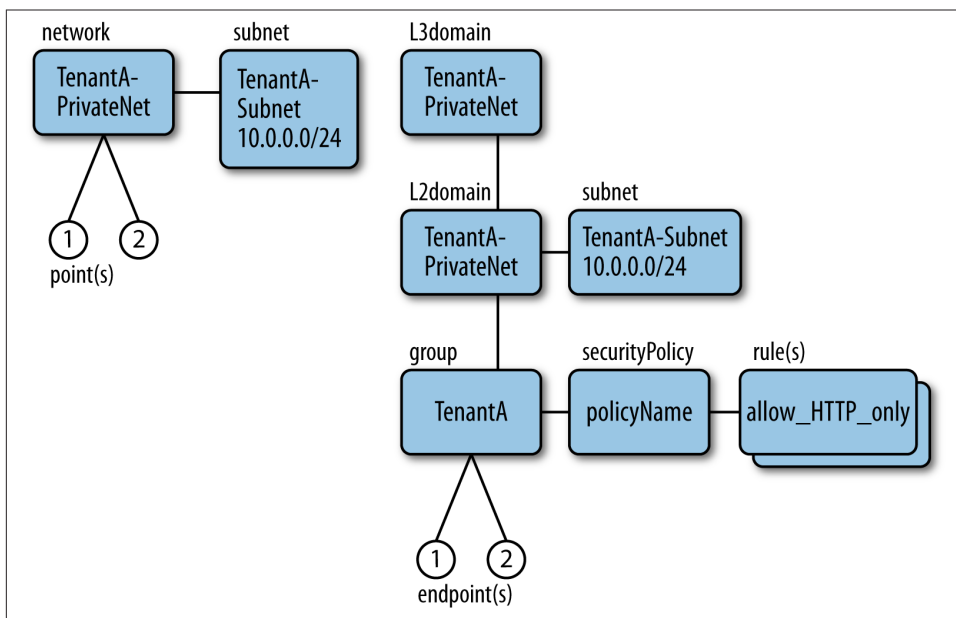 network
subnet
TenantA-
PrivateNet
TenantA-
Subnet
10.0.0.0/24
1
2
point(s)
L3domain
TenantA-
PrivateNet
L2domain
subnet
TenantA-
PrivateNet
TenantA-Subnet
10.0.0.0/24
group
securityPolicy
rule(s)
TenantA
policyName
allow_HTTP_only
1
2
endpoint(s)